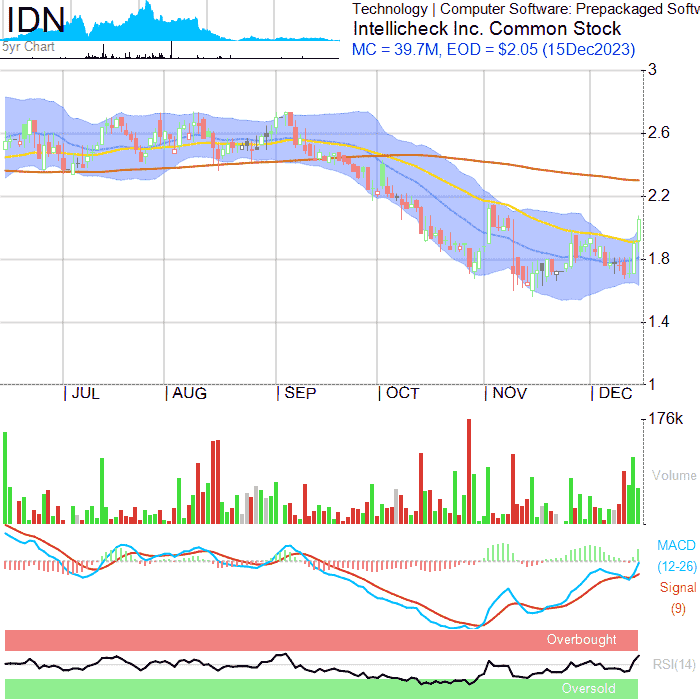 IDN
Technology | Computer Software: Prepackaged Softw
Intellicheck Inc. Common Stock
5yr Chart
MC = 39.7M, EOD = $2.05 (15Dec2023)
3
2.6
2.2
1.8
1.4
1
| JUL | AUG | SEP | OCT | NOV | DEC
176k
Volume
MACD
(12-26)
Signal
(9)
Overbought
RSI(14)
Oversold